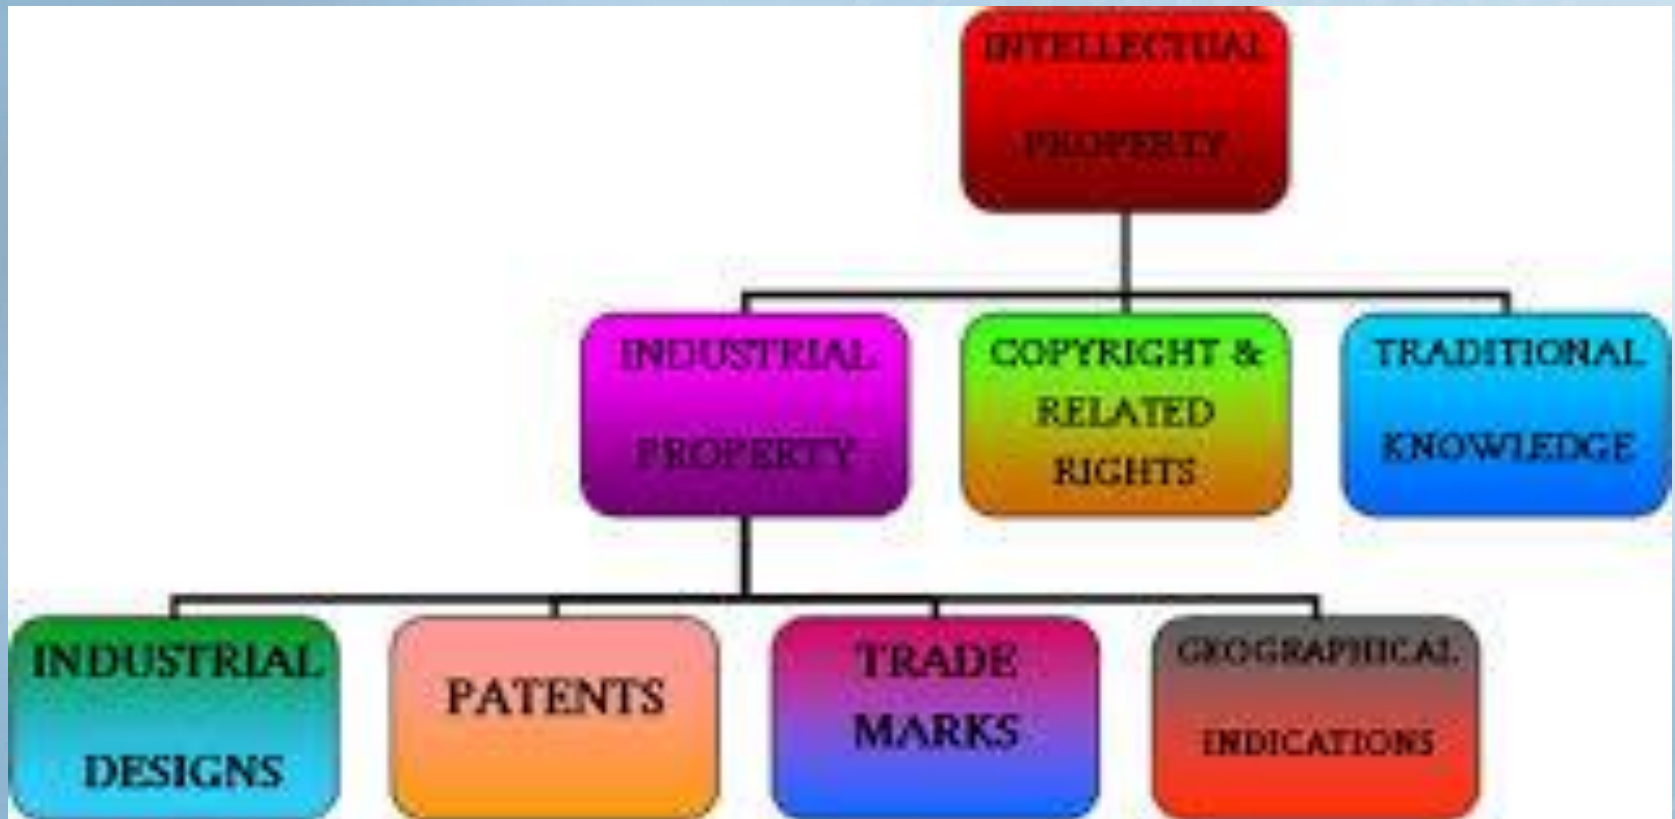 INTELLECTUAL
PROPERTY
INDUSTRIAL
PROPERTY
COPYRIGHT &
RELATED
RIGHTS
TRADITIONAL
KNOWLEDGE
INDUSTRIAL
DESIGNS
PATENTS
TRADE
MARKS
GEOGRAPHICAL
INDICATIONS